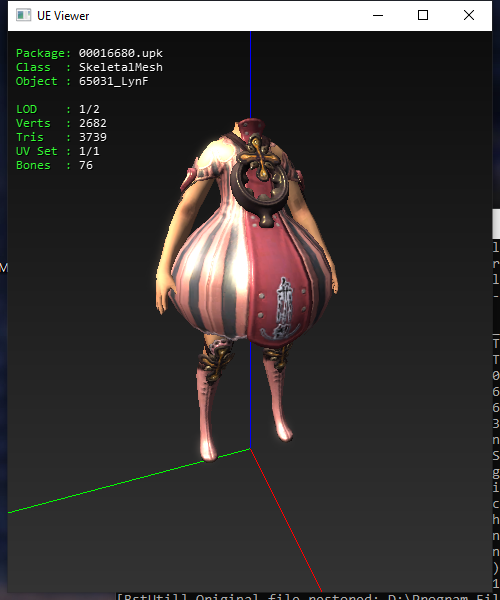 UE Viewer
Package: 00016680.upk
Class : SkeletalMesh
Object : 65031_LynF
LOD : 1/2
Verts : 2682
Tris : 3739
UV Set : 1/1
Bones : 76
[BstUtil] Original file restored: D:\Program Fil